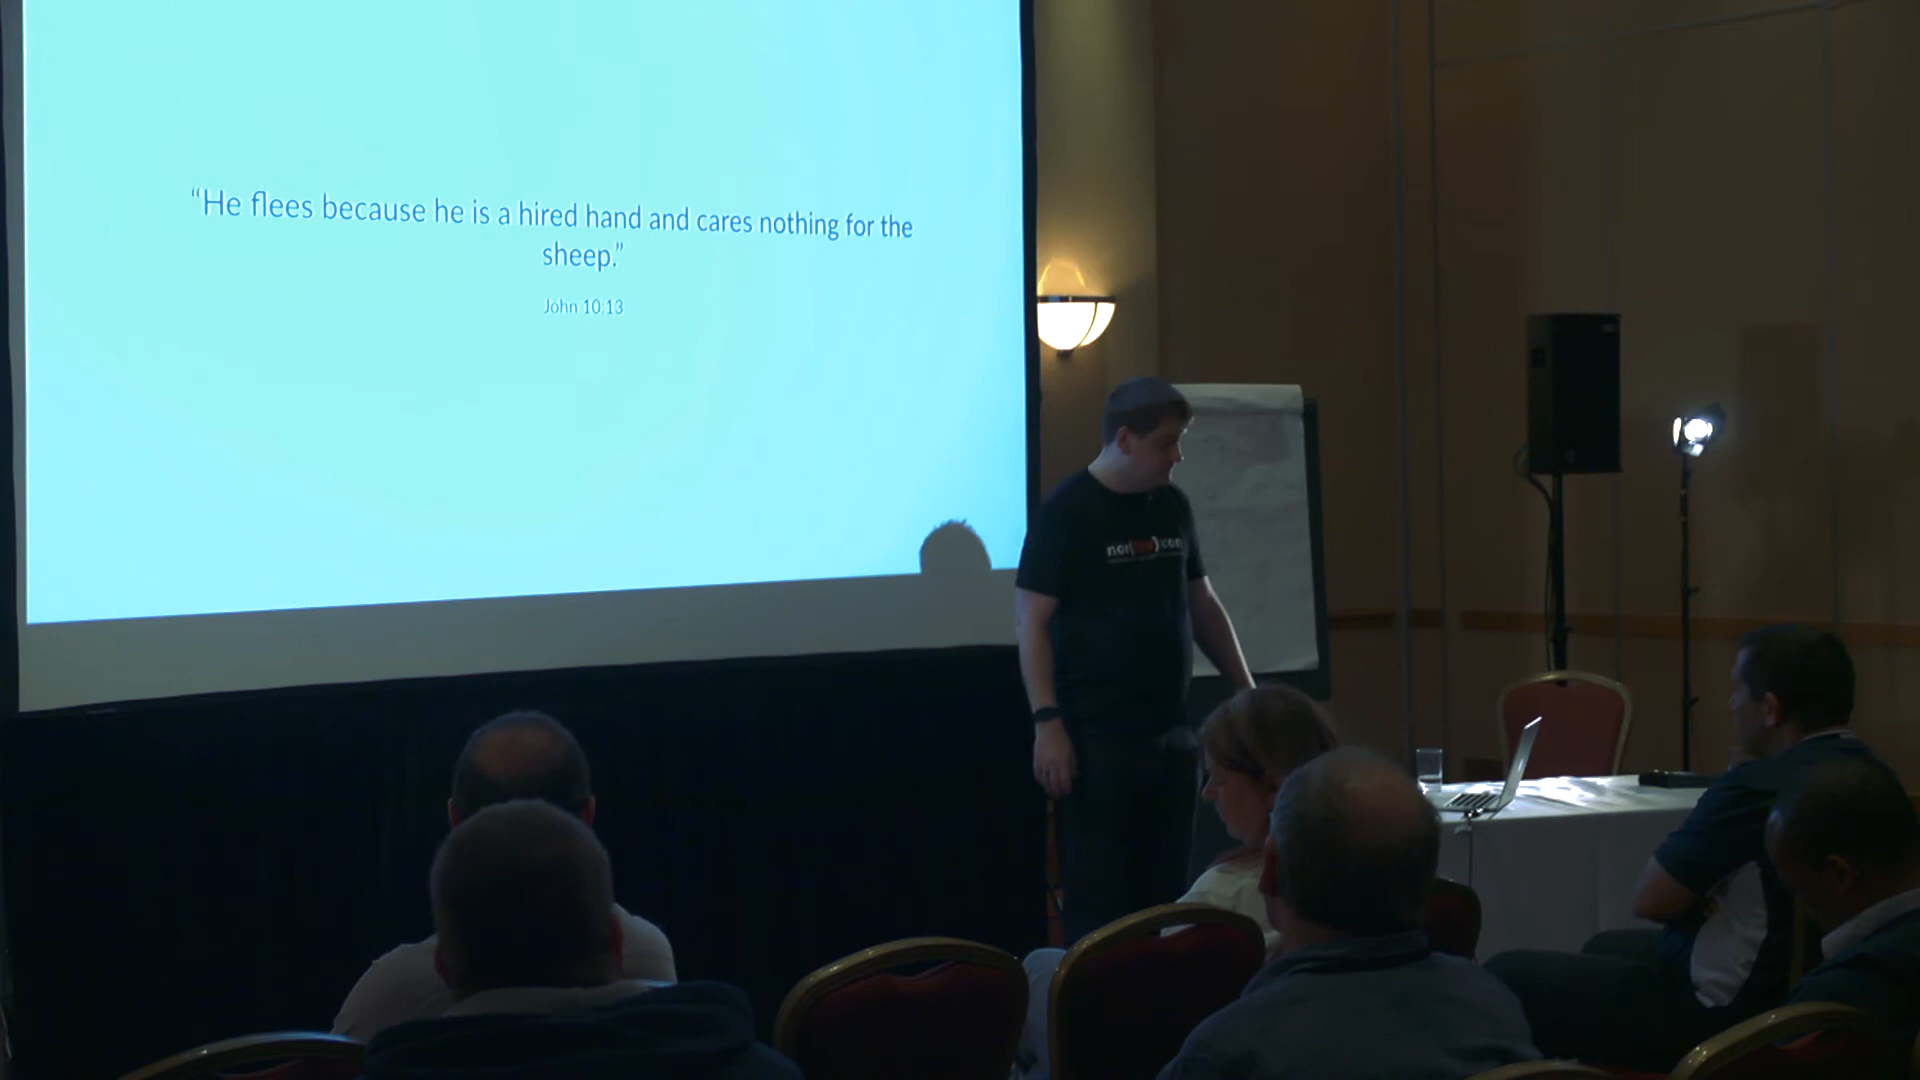 “He flees because he is a hired hand and cares nothing for the
sheep.”
John 10:13